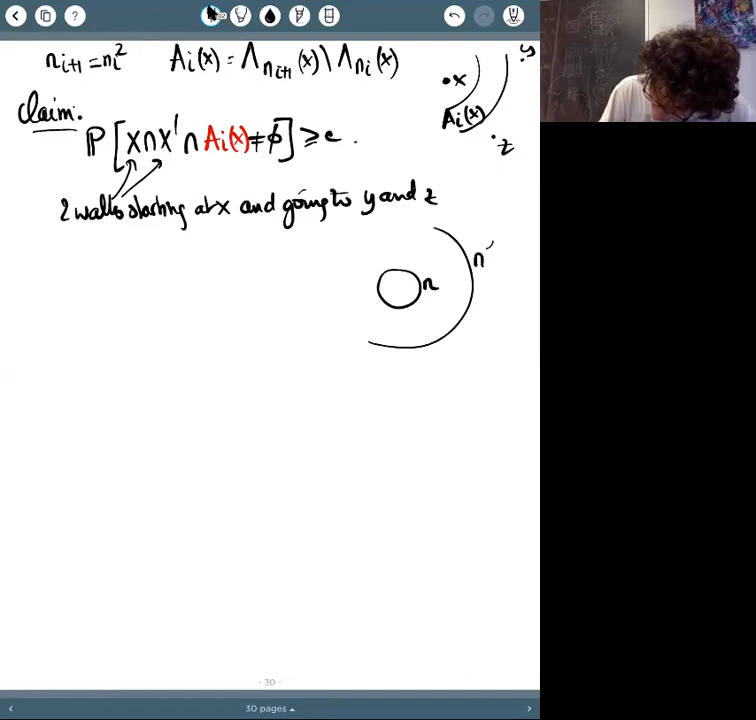 n_{i+1} = n_i^2   A_i(x) = Λ_{n_{i+1}}(x) \ Λ_{n_i}(x)
x
y
A_i(x)
z
Claim:
P[X ∩ X' ∩ A_i(x) ≠ ∅] ≥ c.
2 walks starting at x and going to y and z
n'
n
· 30 ·
30 pages